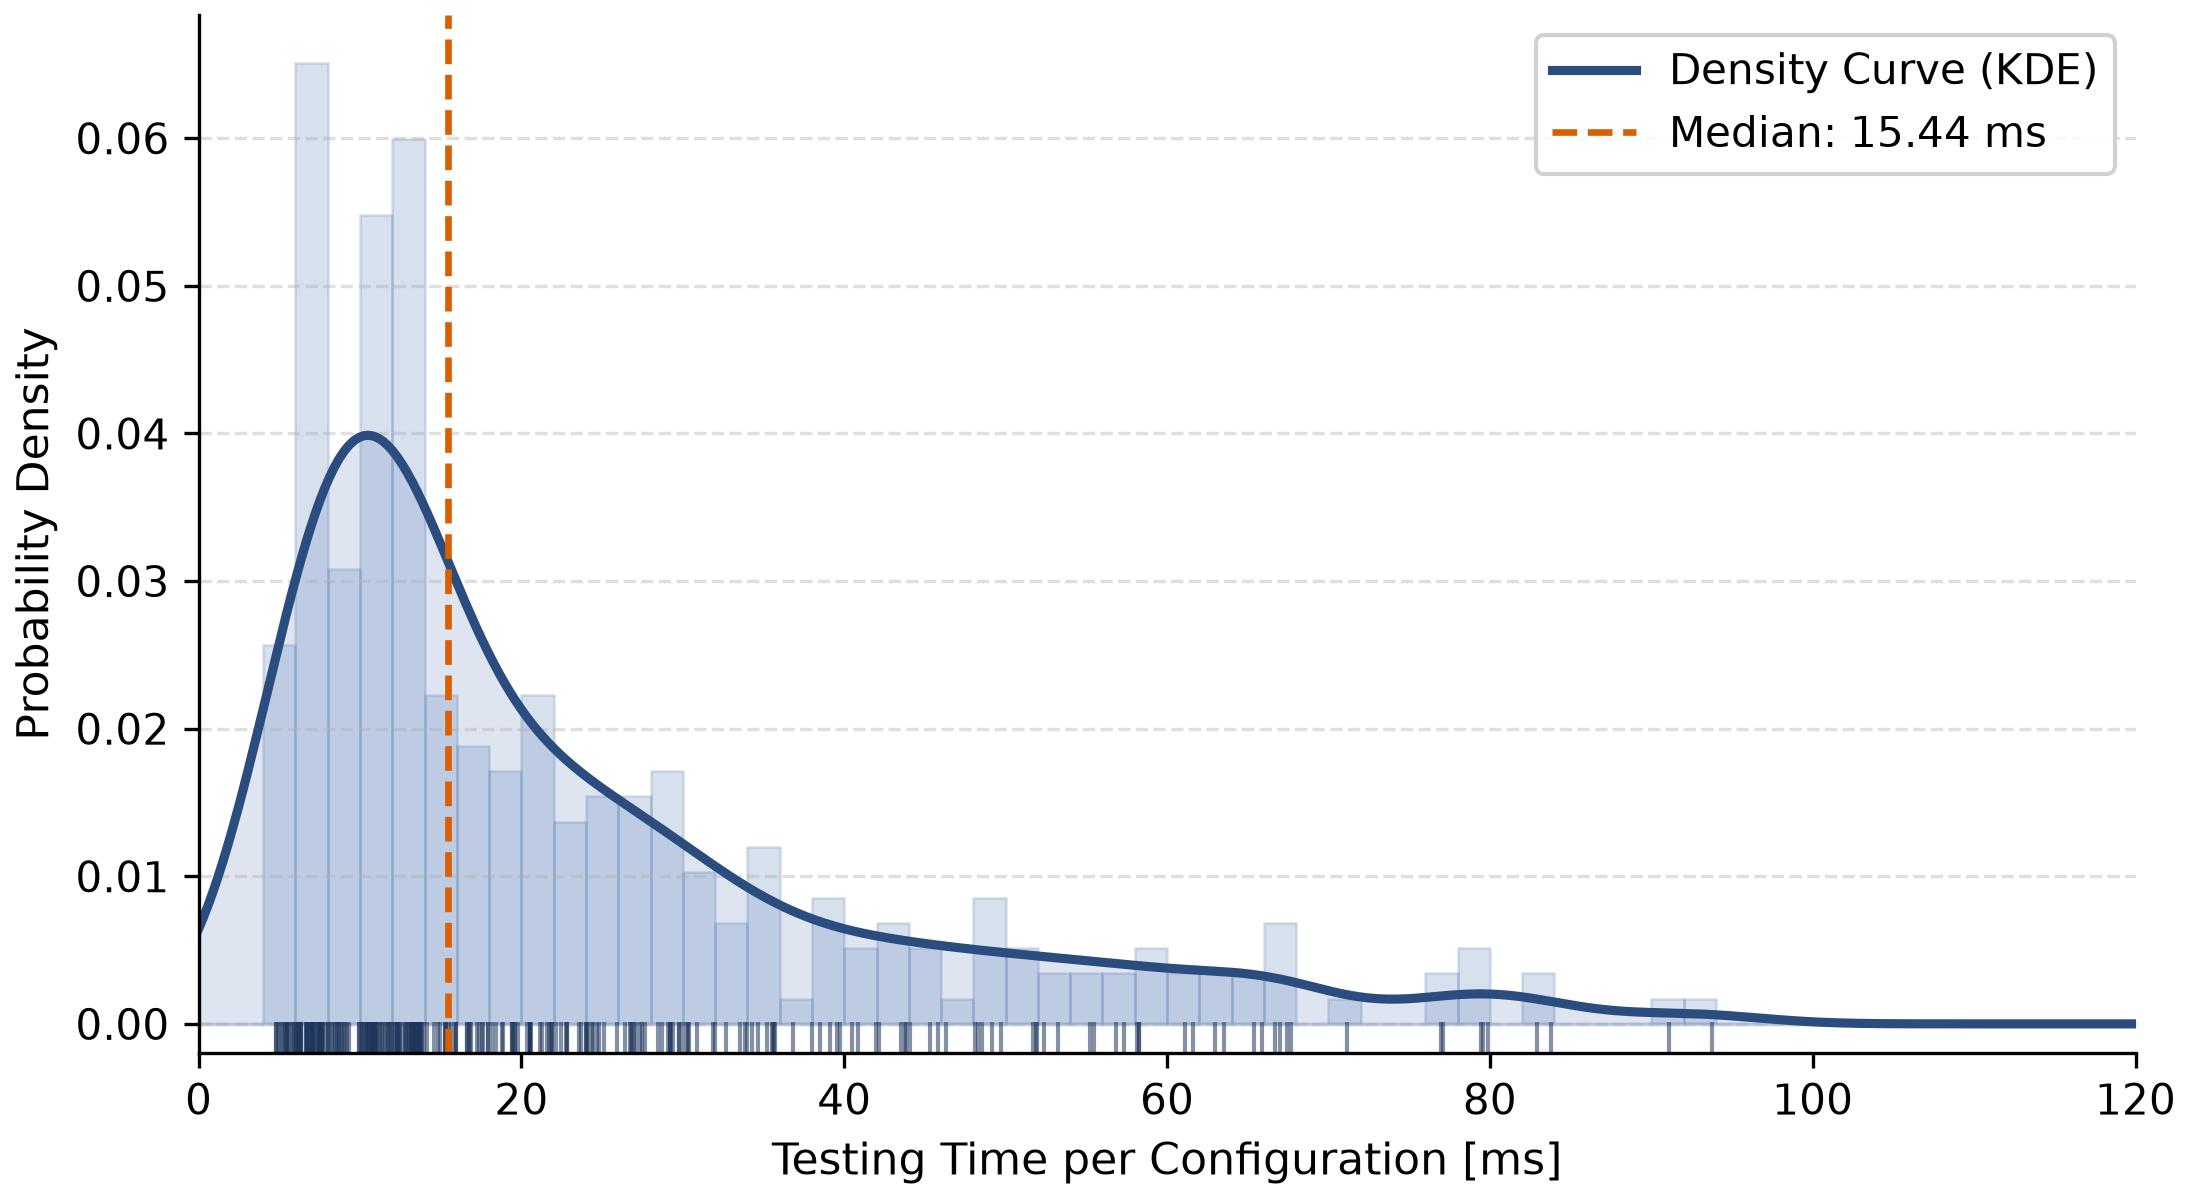 Density Curve (KDE)
Median: 15.44 ms
Probability Density
0.06
0.05
0.04
0.03
0.02
0.01
0.00
0 20 40 60 80 100 120
Testing Time per Configuration [ms]